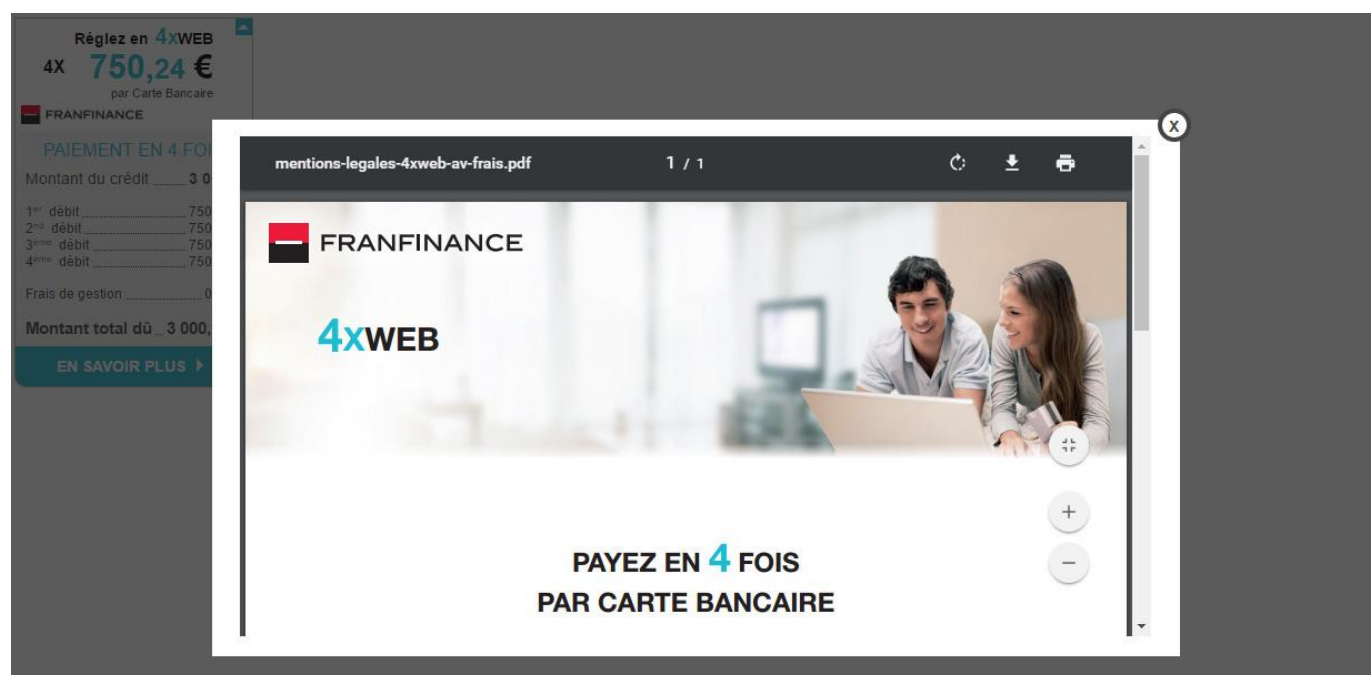 Réglez en 4xWEB
4X 750,24 €
par Carte Bancaire
FRANFINANCE
PAIEMENT EN 4 FOI
Montant du crédit 3 0
1er débit 750
2nd débit 750
3ème débit 750
4ème débit 750
Frais de gestion 0
Montant total dû 3 000,
EN SAVOIR PLUS
X
mentions-legales-4xweb-av-frais.pdf 1 / 1
FRANFINANCE
4xWEB
PAYEZ EN 4 FOIS
PAR CARTE BANCAIRE